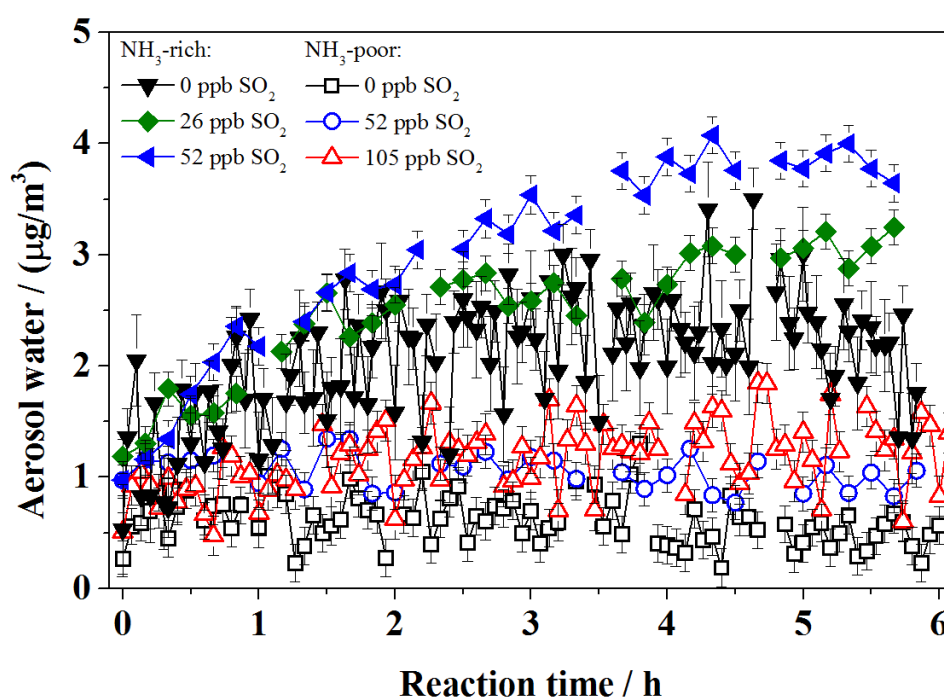 5
4
3
2
1
0
Aerosol water / (μg/m³)
NH₃-rich: NH₃-poor:
0 ppb SO₂ 0 ppb SO₂
26 ppb SO₂ 52 ppb SO₂
52 ppb SO₂ 105 ppb SO₂
0 1 2 3 4 5 6
Reaction time / h